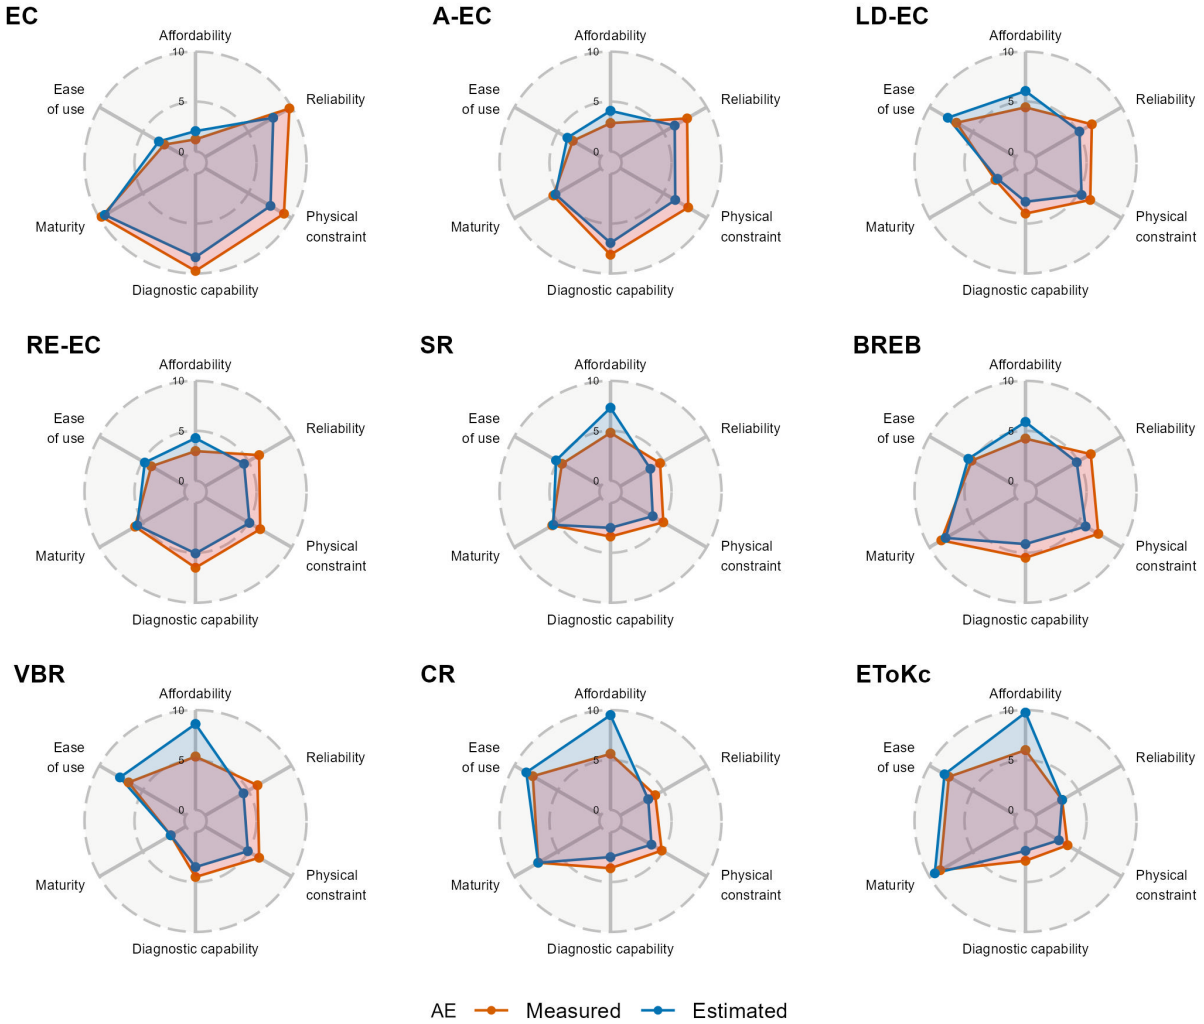 EC
Affordability
10
5
0
Ease
of use
Reliability
Maturity
Physical
constraint
Diagnostic capability
A-EC
Affordability
10
5
0
Ease
of use
Reliability
Maturity
Physical
constraint
Diagnostic capability
LD-EC
Affordability
10
5
0
Ease
of use
Reliability
Maturity
Physical
constraint
Diagnostic capability
RE-EC
Affordability
10
5
0
Ease
of use
Reliability
Maturity
Physical
constraint
Diagnostic capability
SR
Affordability
10
5
0
Ease
of use
Reliability
Maturity
Physical
constraint
Diagnostic capability
BREB
Affordability
10
5
0
Ease
of use
Reliability
Maturity
Physical
constraint
Diagnostic capability
VBR
Affordability
10
5
0
Ease
of use
Reliability
Maturity
Physical
constraint
Diagnostic capability
CR
Affordability
10
5
0
Ease
of use
Reliability
Maturity
Physical
constraint
Diagnostic capability
EToKc
Affordability
10
5
0
Ease
of use
Reliability
Maturity
Physical
constraint
Diagnostic capability
AE Measured Estimated